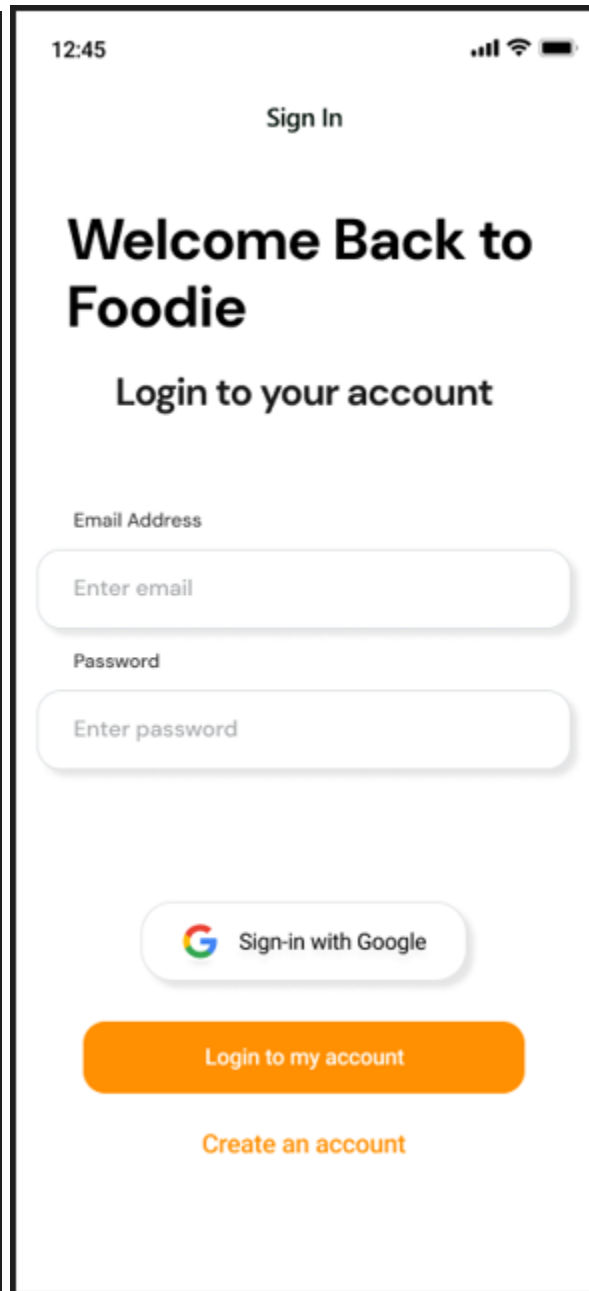 12:45
Sign In
Welcome Back to
Foodie
Login to your account
Email Address
Enter email
Password
Enter password
Sign-in with Google
Login to my account
Create an account